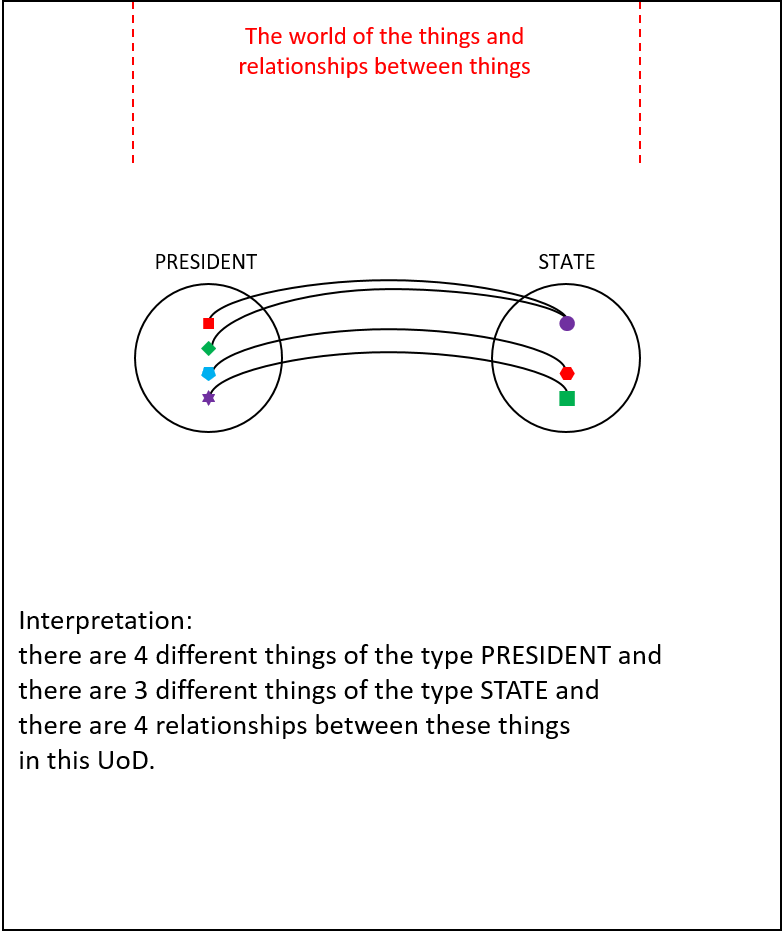 The world of the things and
relationships between things
PRESIDENT
STATE
Interpretation:
there are 4 different things of the type PRESIDENT and
there are 3 different things of the type STATE and
there are 4 relationships between these things
in this UoD.